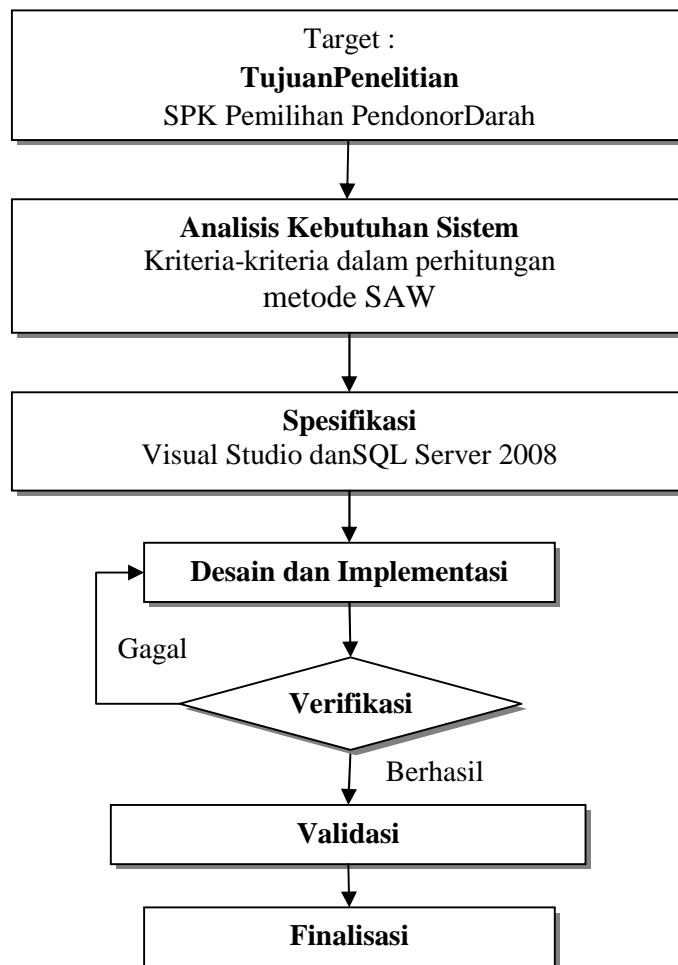 Target :
TujuanPenelitian
SPK Pemilihan PendonorDarah
Analisis Kebutuhan Sistem
Kriteria-kriteria dalam perhitungan
metode SAW
Spesifikasi
Visual Studio danSQL Server 2008
Desain dan Implementasi
Gagal
Verifikasi
Berhasil
Validasi
Finalisasi